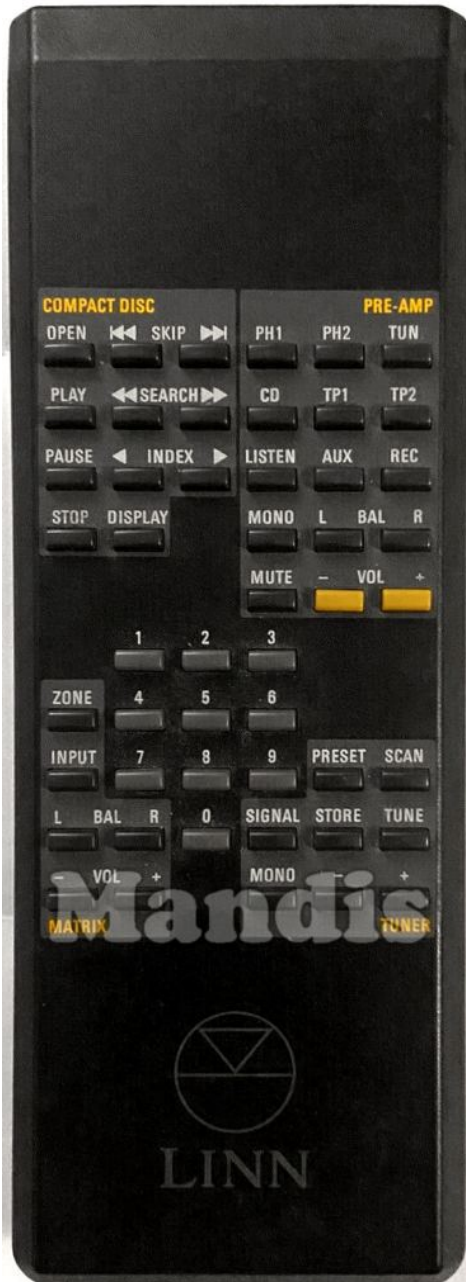 COMPACT DISC PRE-AMP
OPEN SKIP PH1 PH2 TUN
PLAY SEARCH CD TP1 TP2
PAUSE INDEX LISTEN AUX REC
STOP DISPLAY MONO L BAL R
MUTE - VOL +
1 2 3
ZONE 4 5 6
INPUT 7 8 9 PRESET SCAN
L BAL R 0 SIGNAL STORE TUNE
- VOL + MONO - +
Mandis
MATRIX TUNER
LINN